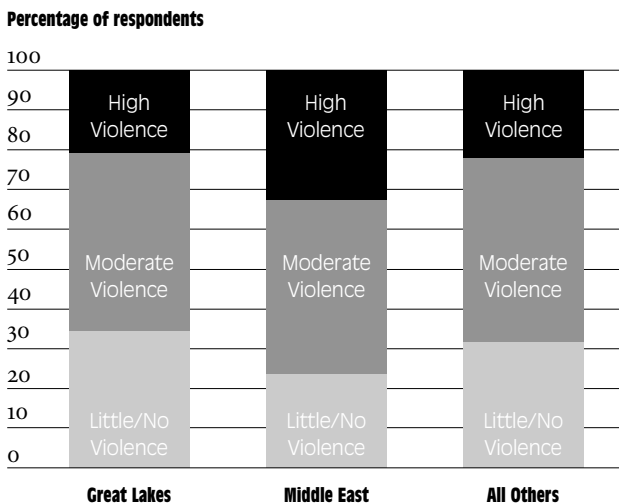 Percentage of respondents
100
90
80
70
60
50
40
30
20
10
0
High
Violence
Moderate
Violence
Little/No
Violence
High
Violence
Moderate
Violence
Little/No
Violence
High
Violence
Moderate
Violence
Little/No
Violence
Great Lakes
Middle East
All Others